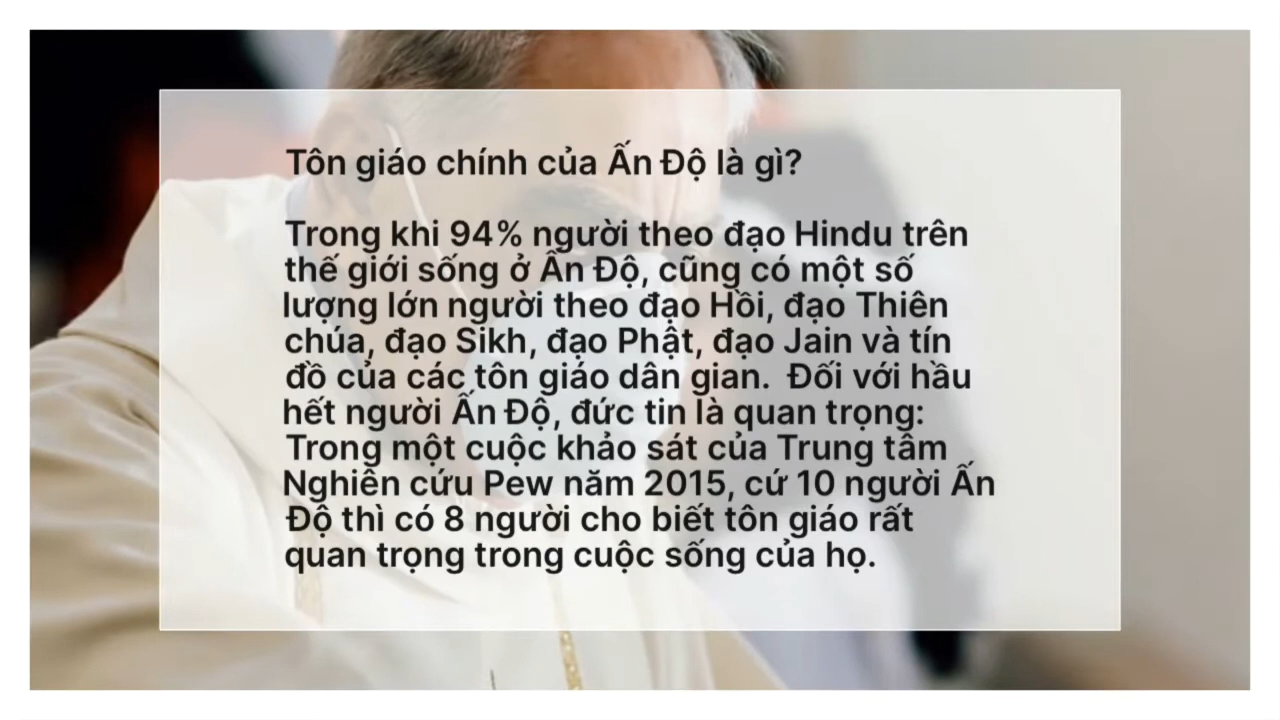 Tôn giáo chính của Ấn Độ là gì?
Trong khi 94% người theo đạo Hindu trên
thế giới sống ở Ấn Độ, cũng có một số
lượng lớn người theo đạo Hồi, đạo Thiên
chúa, đạo Sikh, đạo Phật, đạo Jain và tín
đồ của các tôn giáo dân gian. Đối với hầu
hết người Ấn Độ, đức tin là quan trọng:
Trong một cuộc khảo sát của Trung tâm
Nghiên cứu Pew năm 2015, cứ 10 người Ấn
Độ thì có 8 người cho biết tôn giáo rất
quan trọng trong cuộc sống của họ.